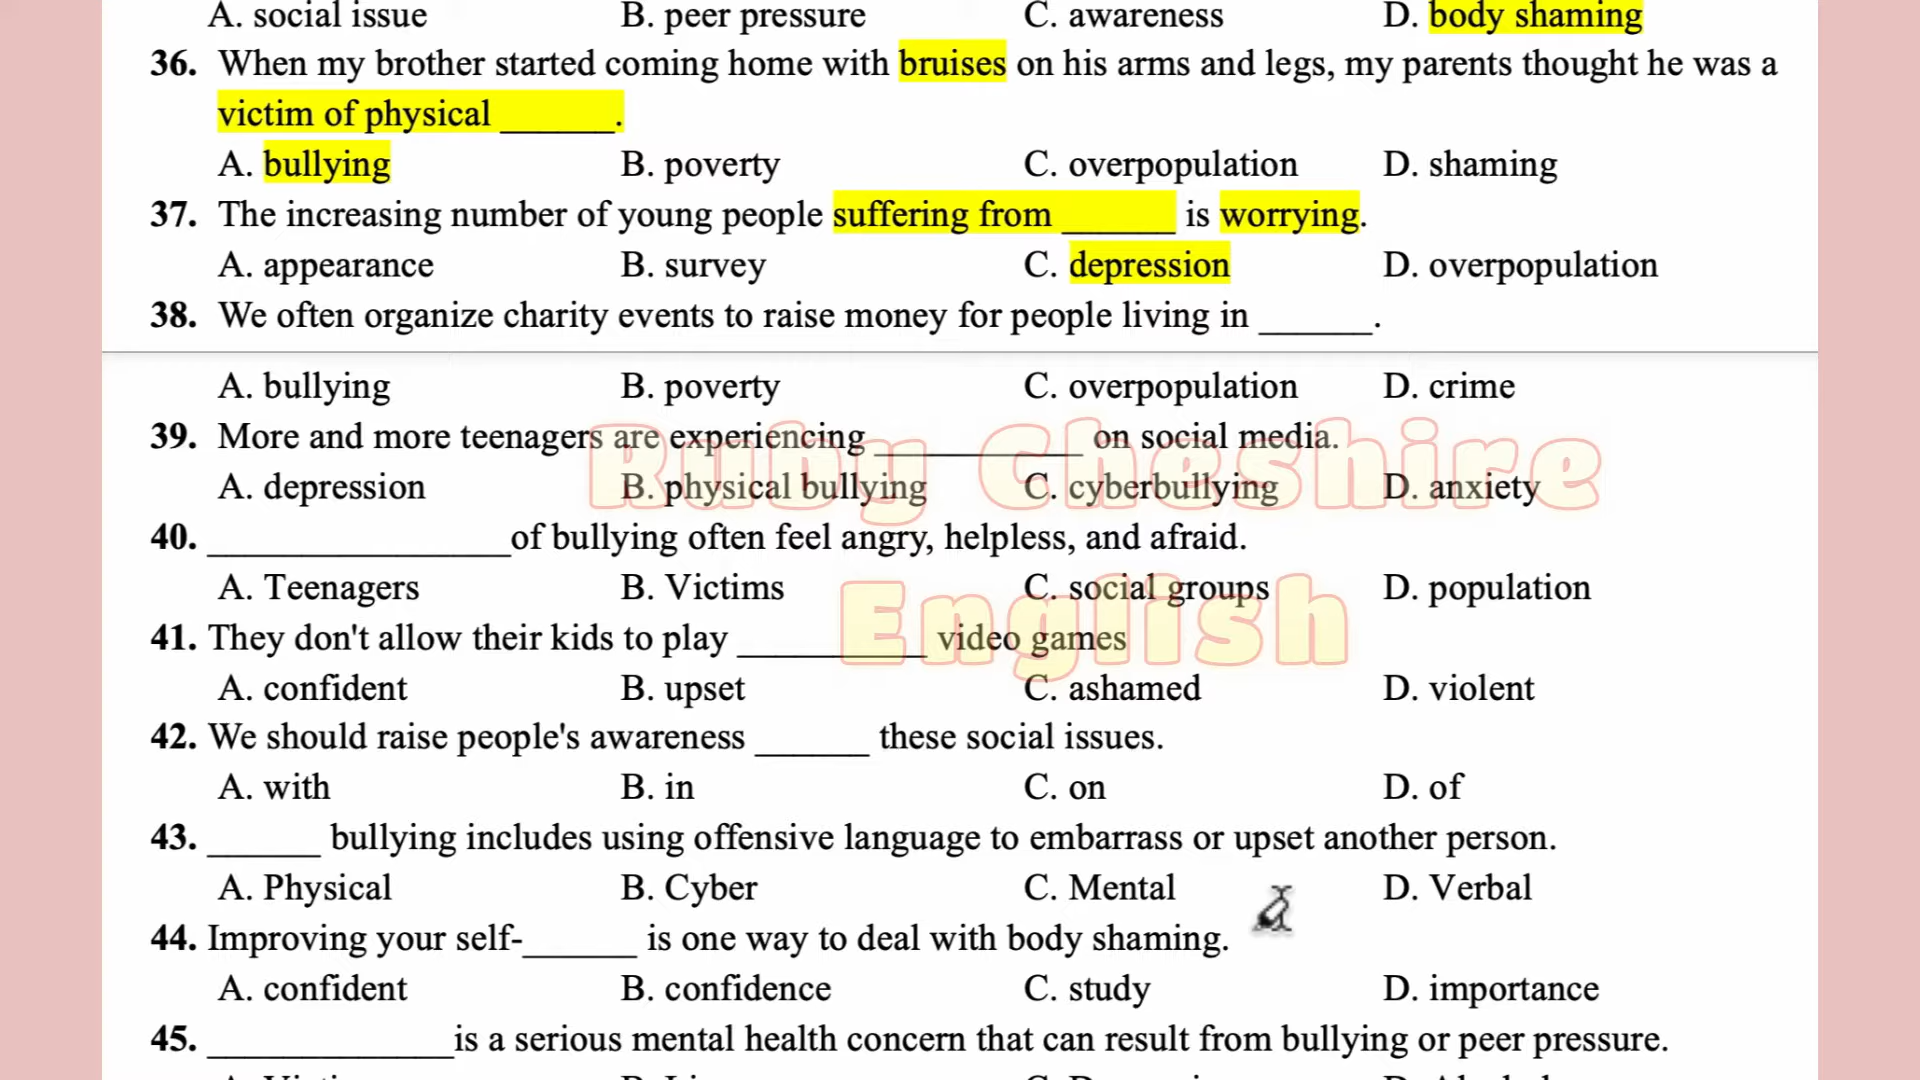 A. social issue B. peer pressure C. awareness D. body shaming
36. When my brother started coming home with bruises on his arms and legs, my parents thought he was a
victim of physical ______.
A. bullying B. poverty C. overpopulation D. shaming
37. The increasing number of young people suffering from ______ is worrying.
A. appearance B. survey C. depression D. overpopulation
38. We often organize charity events to raise money for people living in ______.
A. bullying B. poverty C. overpopulation D. crime
39. More and more teenagers are experiencing ___________ on social media.
A. depression B. physical bullying C. cyberbullying D. anxiety
Ruby Cheshire
40. ________________of bullying often feel angry, helpless, and afraid.
A. Teenagers B. Victims C. social groups D. population
English
41. They don't allow their kids to play __________ video games
A. confident B. upset C. ashamed D. violent
42. We should raise people's awareness ______ these social issues.
A. with B. in C. on D. of
43. ______ bullying includes using offensive language to embarrass or upset another person.
A. Physical B. Cyber C. Mental D. Verbal
44. Improving your self-______ is one way to deal with body shaming.
A. confident B. confidence C. study D. importance
45. _____________is a serious mental health concern that can result from bullying or peer pressure.